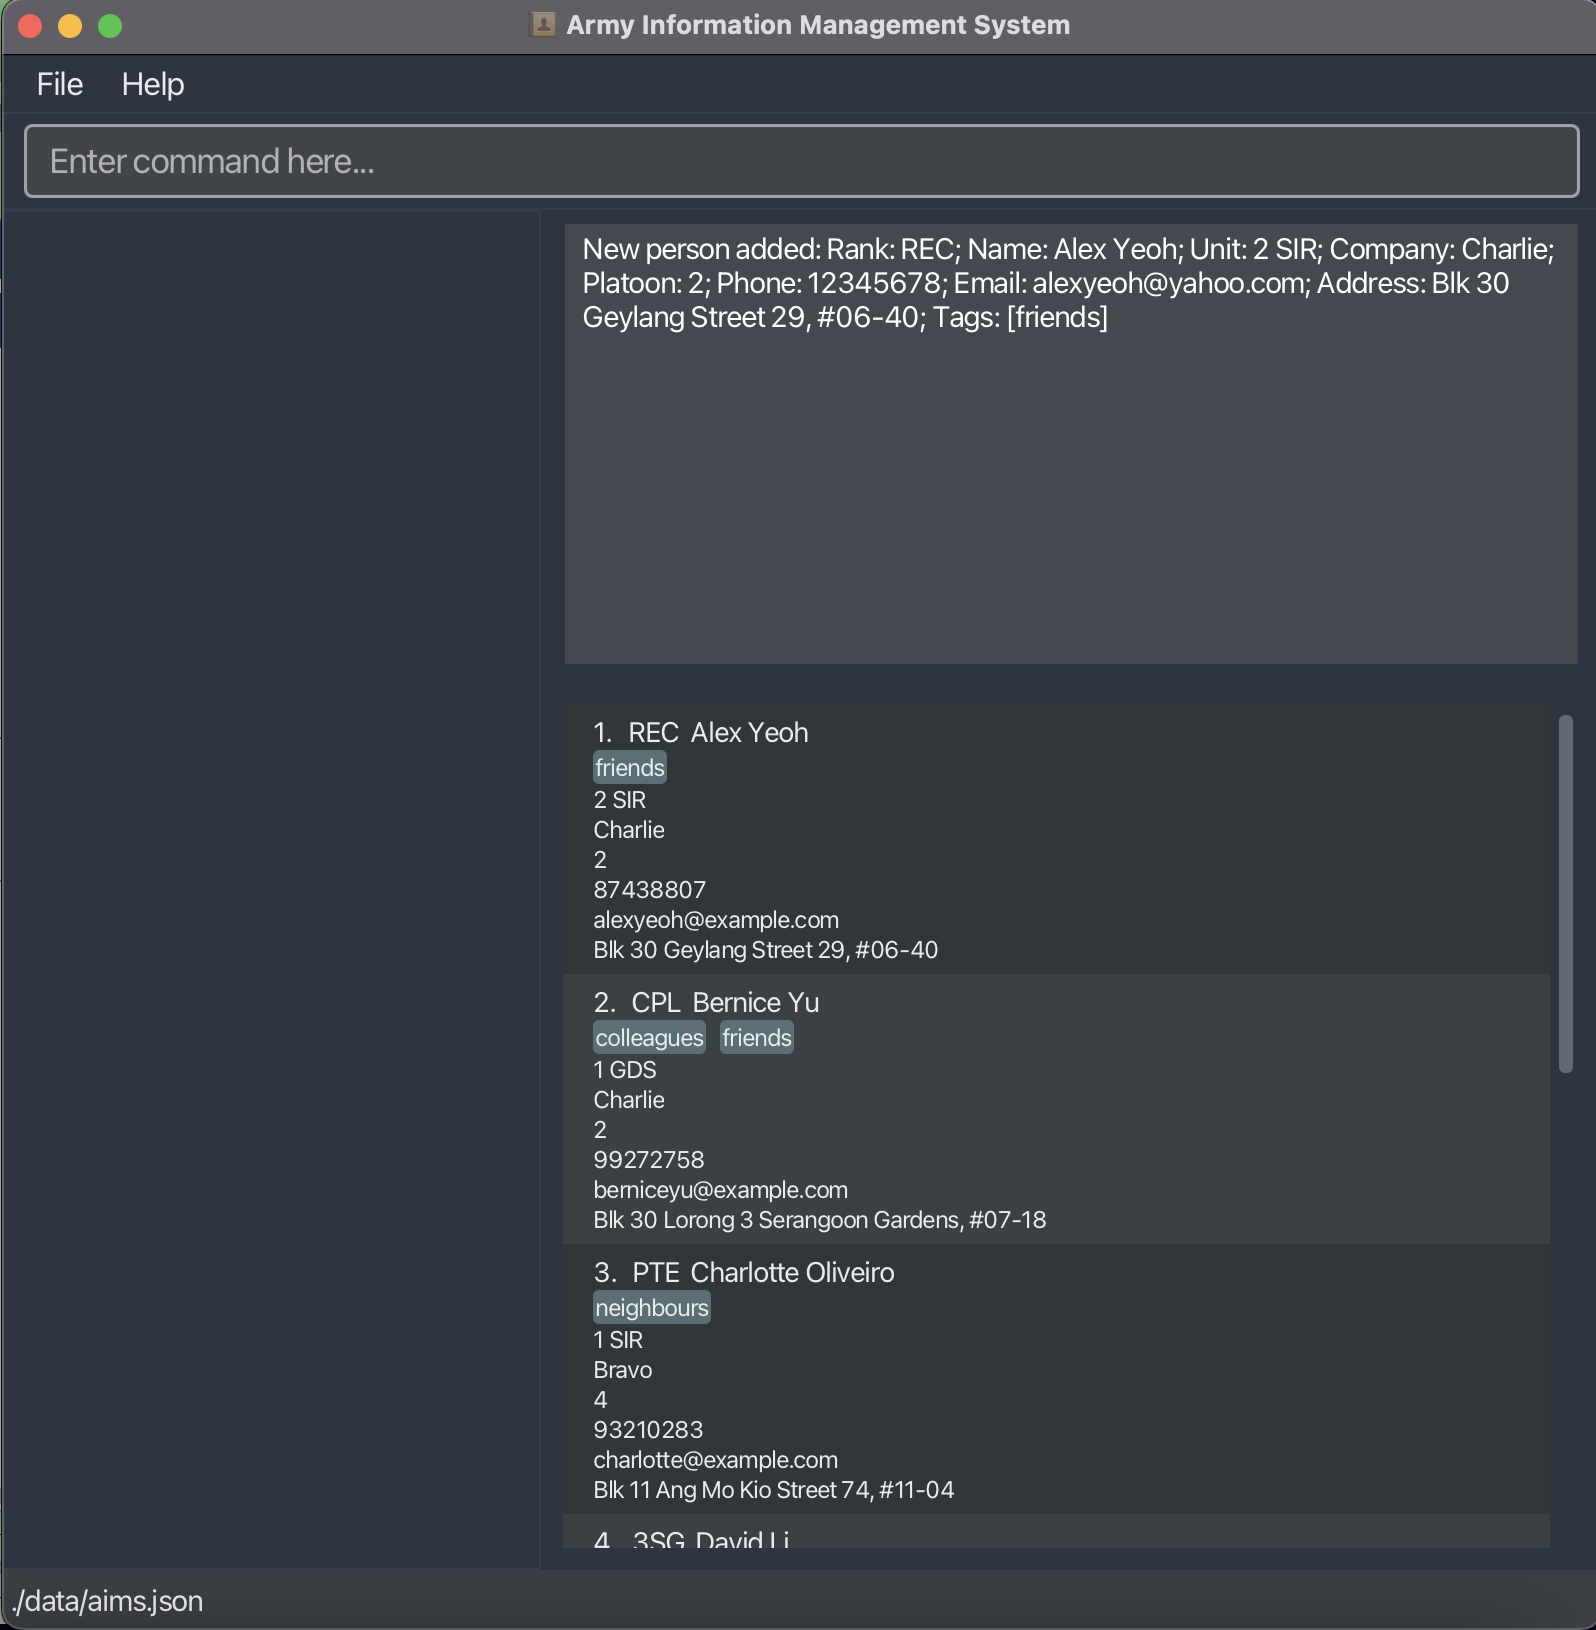 Army Information Management System
File Help
Enter command here...
New person added: Rank: REC; Name: Alex Yeoh; Unit: 2 SIR; Company: Charlie;
Platoon: 2; Phone: 12345678; Email: alexyeoh@yahoo.com; Address: Blk 30
Geylang Street 29, #06-40; Tags: [friends]
1. REC Alex Yeoh
friends
2 SIR
Charlie
2
87438807
alexyeoh@example.com
Blk 30 Geylang Street 29, #06-40
2. CPL Bernice Yu
colleagues friends
1 GDS
Charlie
2
99272758
berniceyu@example.com
Blk 30 Lorong 3 Serangoon Gardens, #07-18
3. PTE Charlotte Oliveiro
neighbours
1 SIR
Bravo
4
93210283
charlotte@example.com
Blk 11 Ang Mo Kio Street 74, #11-04
4. 3SG David Li
./data/aims.json